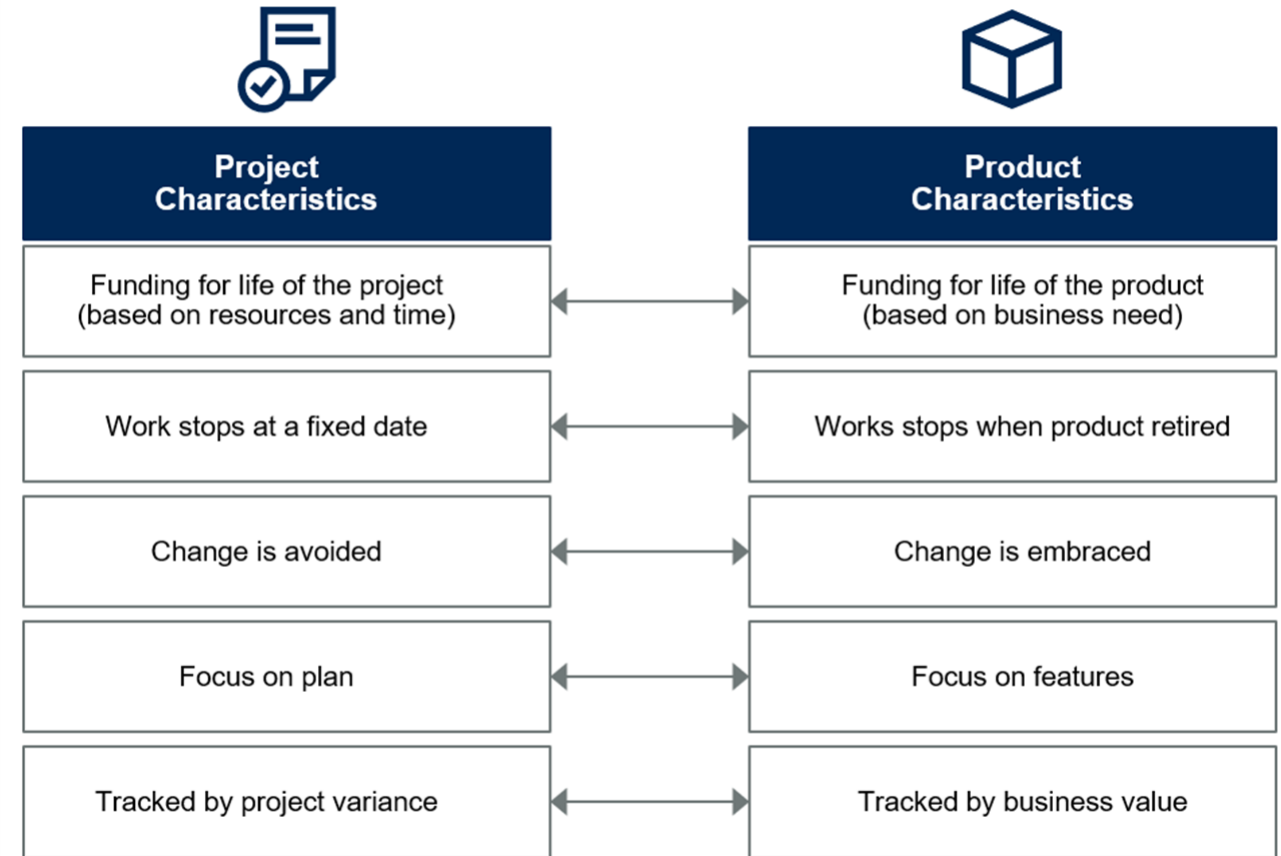 Project
Characteristics
Product
Characteristics
Funding for life of the project
(based on resources and time)
Funding for life of the product
(based on business need)
Work stops at a fixed date
Works stops when product retired
Change is avoided
Change is embraced
Focus on plan
Focus on features
Tracked by project variance
Tracked by business value